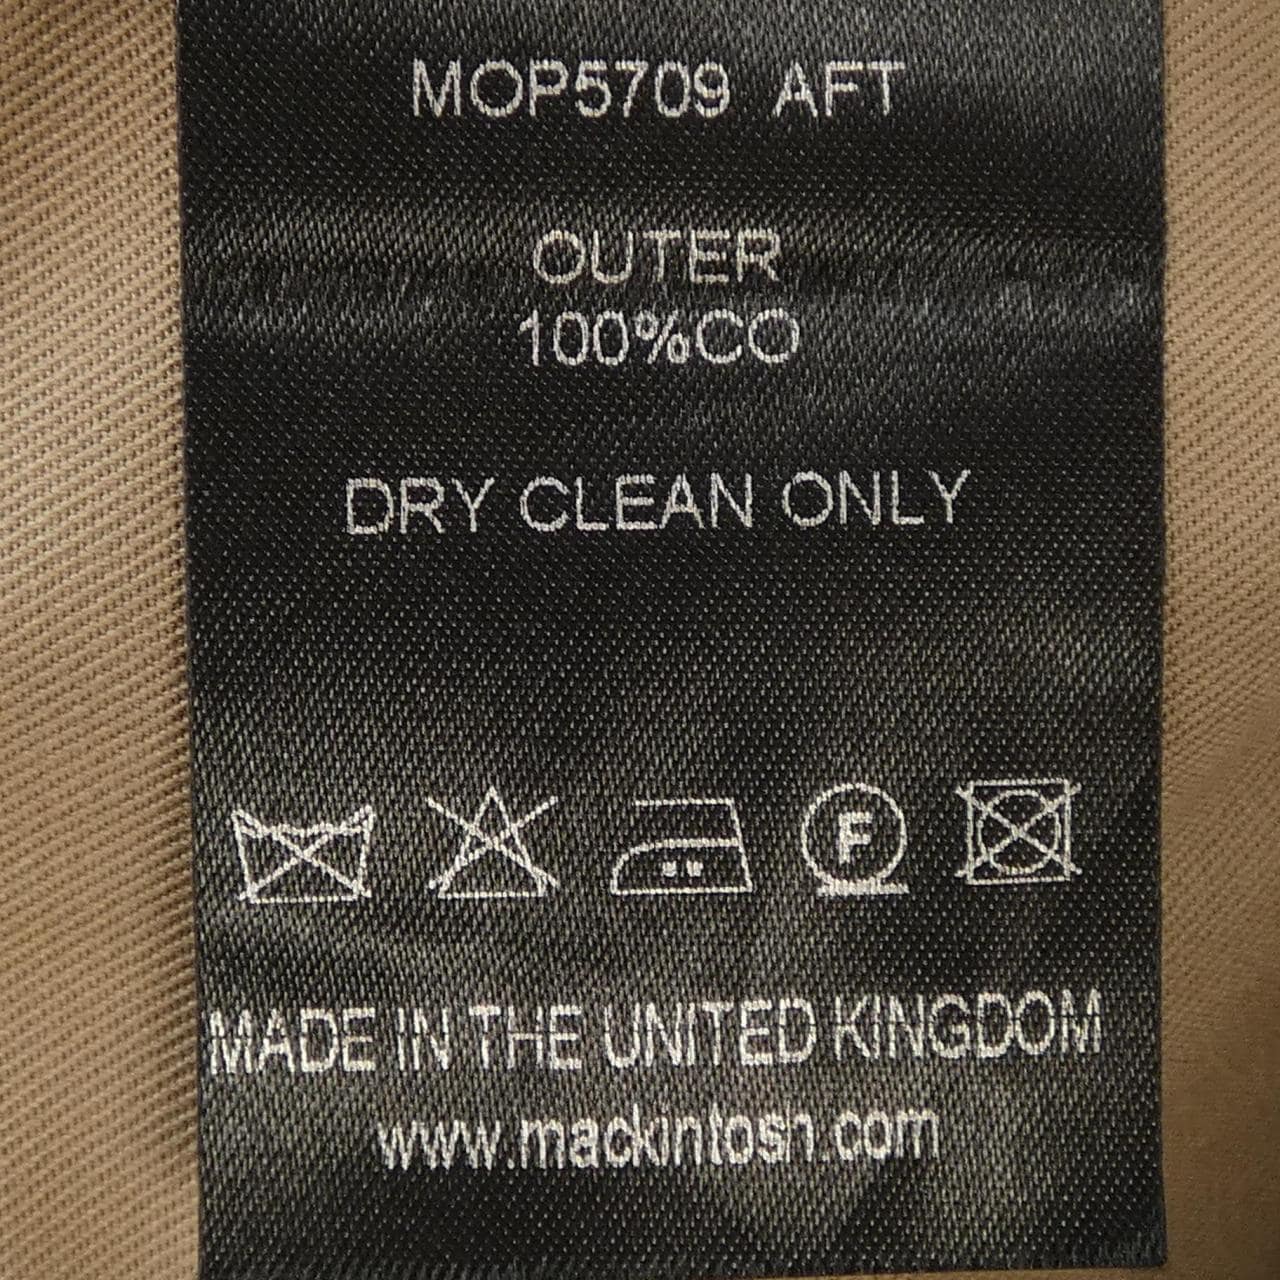 MOP5709 AFT
OUTER
100%CO
DRY CLEAN ONLY
F
MADE IN THE UNITED KINGDOM
www.mackintosh.com